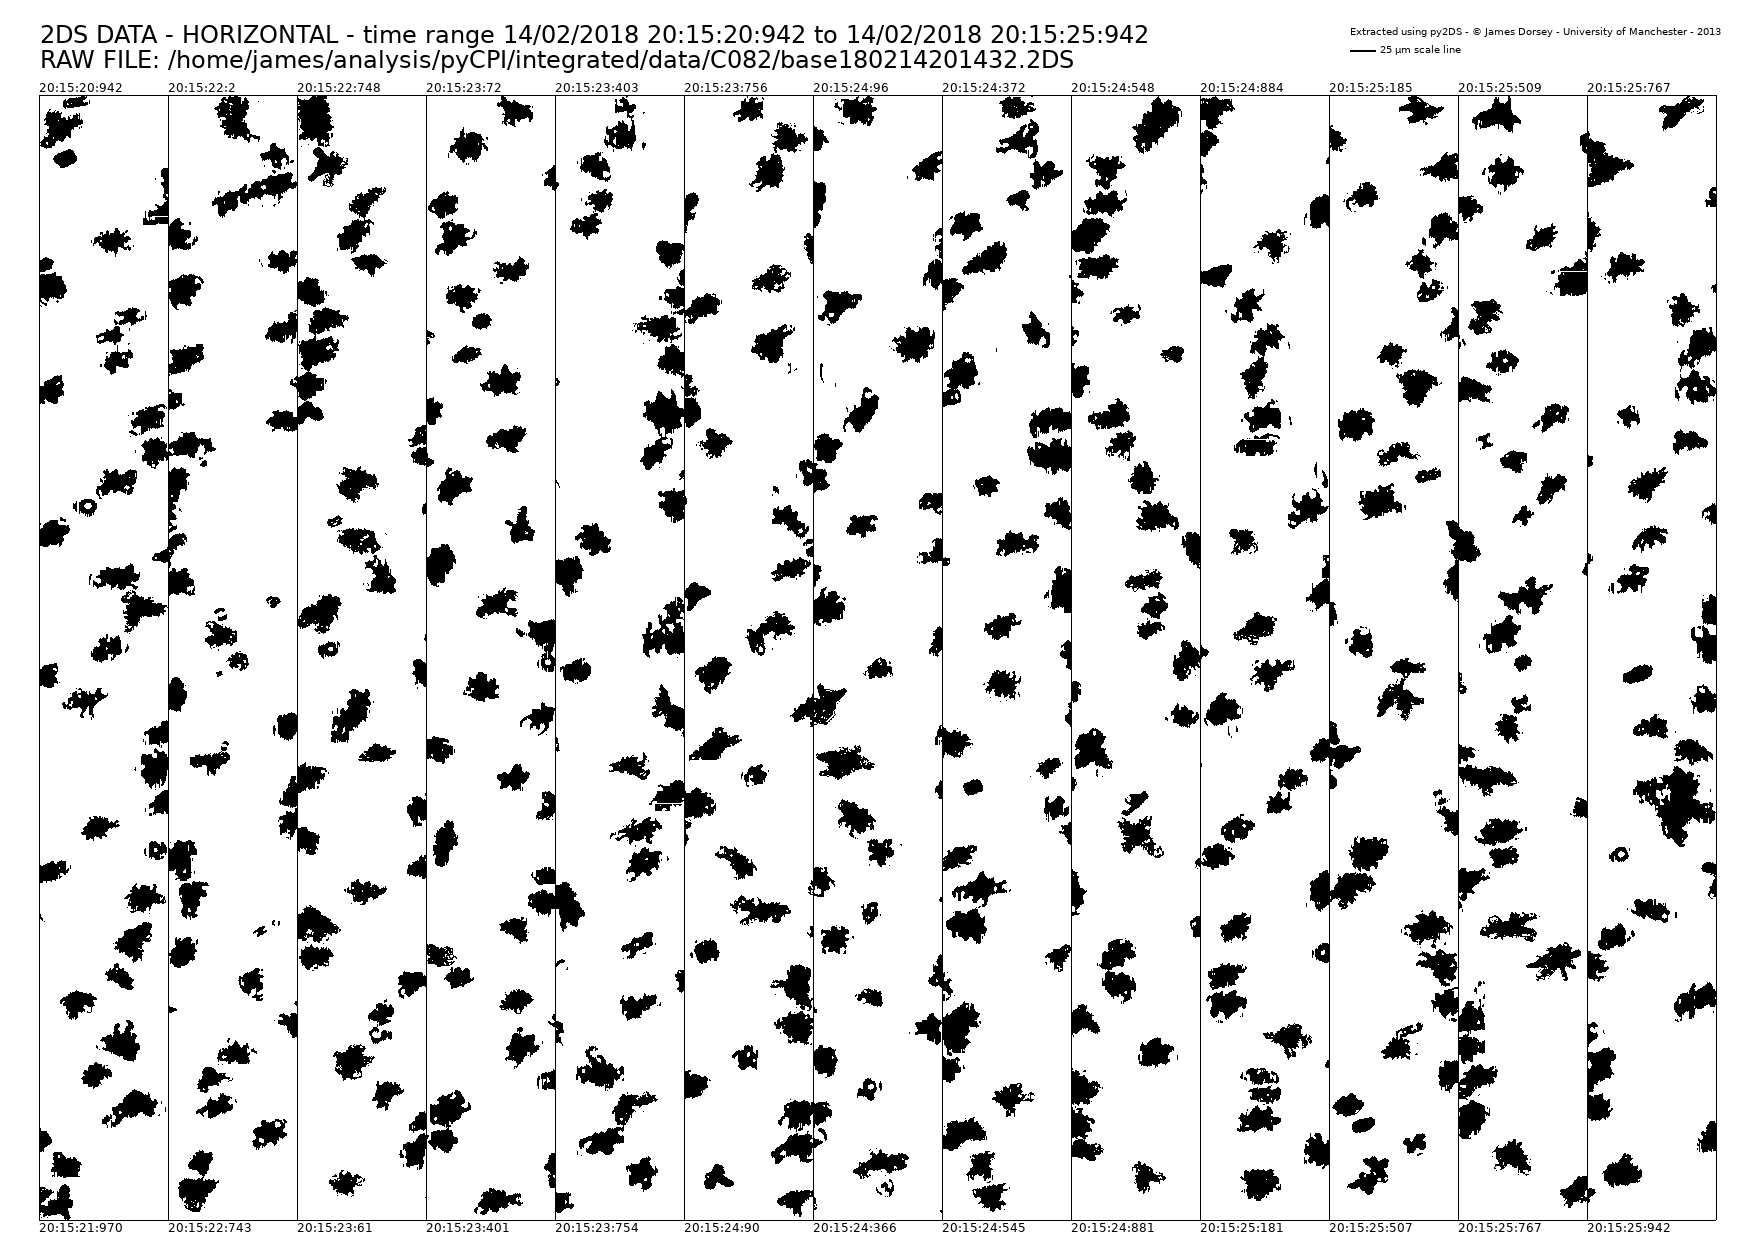 2DS DATA - HORIZONTAL - time range 14/02/2018 20:15:20:942 to 14/02/2018 20:15:25:942
RAW FILE: /home/james/analysis/pyCPI/integrated/data/C082/base180214201432.2DS
Extracted using py2DS - © James Dorsey - University of Manchester - 2013
25 μm scale line
20:15:20:942 20:15:22:2 20:15:22:748 20:15:23:72 20:15:23:403 20:15:23:756 20:15:24:96 20:15:24:372 20:15:24:548 20:15:24:884 20:15:25:185 20:15:25:509 20:15:25:767
20:15:21:970 20:15:22:743 20:15:23:61 20:15:23:401 20:15:23:754 20:15:24:90 20:15:24:366 20:15:24:545 20:15:24:881 20:15:25:181 20:15:25:507 20:15:25:767 20:15:25:942